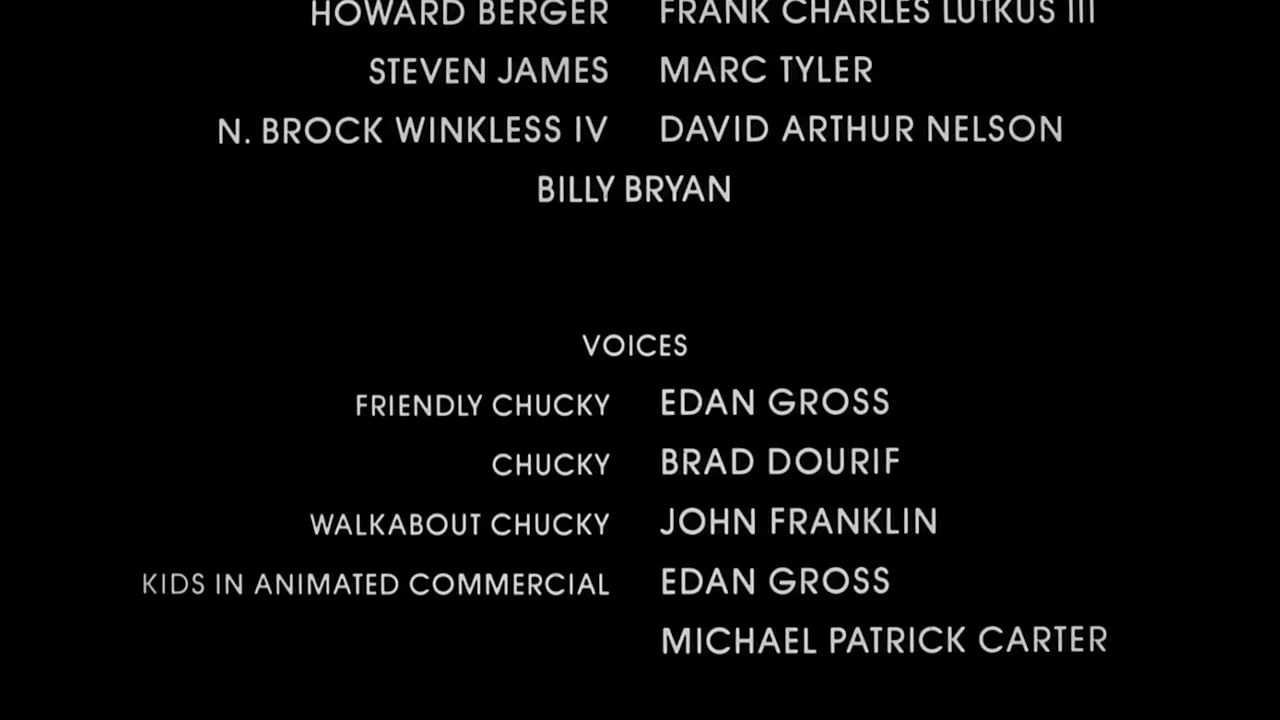 HOWARD BERGER FRANK CHARLES LUTKUS III
STEVEN JAMES MARC TYLER
N. BROCK WINKLESS IV DAVID ARTHUR NELSON
BILLY BRYAN
VOICES
FRIENDLY CHUCKY EDAN GROSS
CHUCKY BRAD DOURIF
WALKABOUT CHUCKY JOHN FRANKLIN
KIDS IN ANIMATED COMMERCIAL EDAN GROSS
MICHAEL PATRICK CARTER